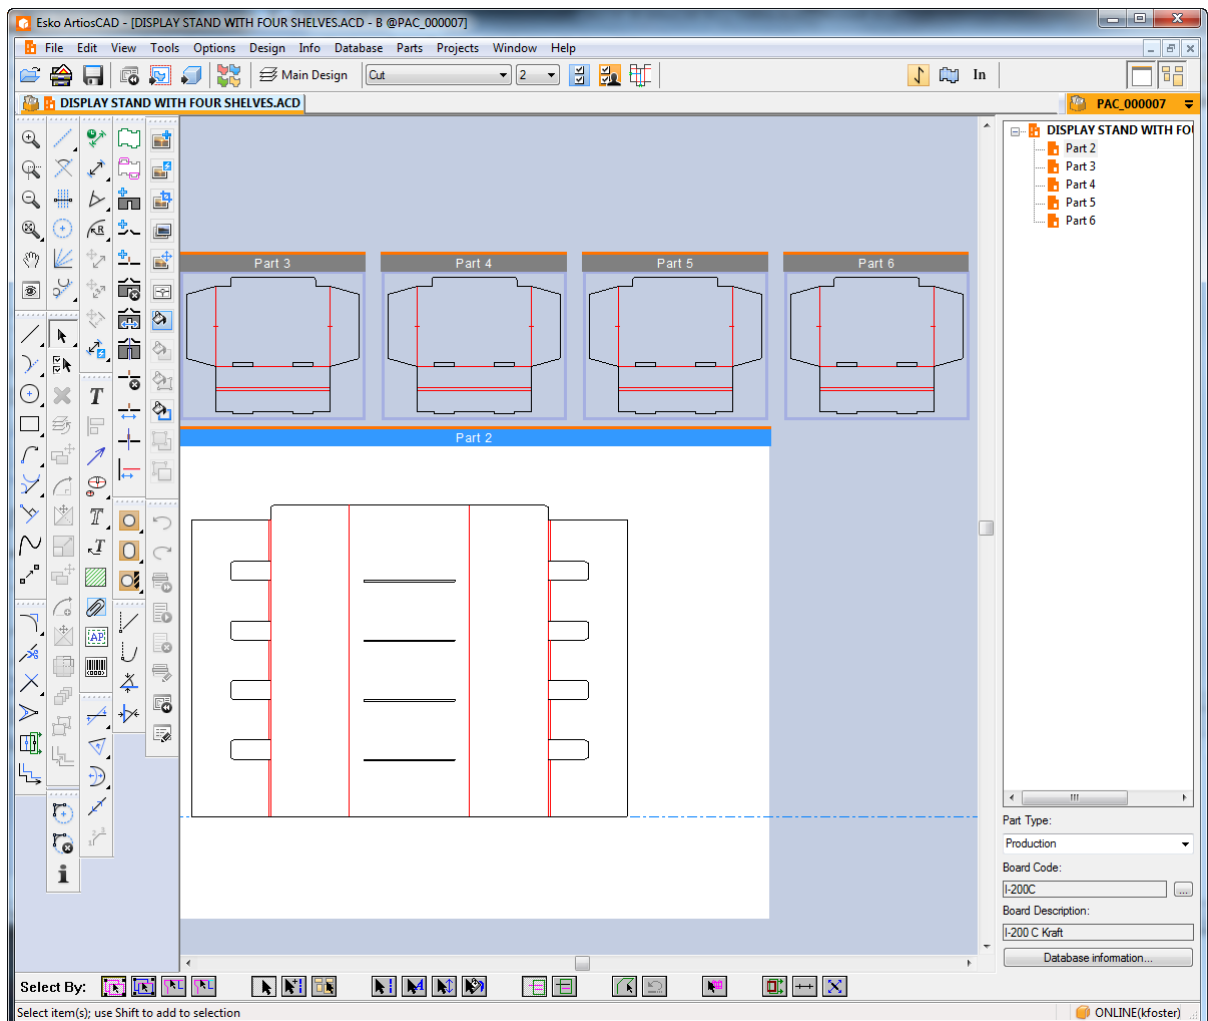 Esko ArtiosCAD - [DISPLAY STAND WITH FOUR SHELVES.ACD - B @PAC_000007]
File Edit View Tools Options Design Info Database Parts Projects Window Help
Main Design Cut 2 In
DISPLAY STAND WITH FOUR SHELVES.ACD PAC_000007
DISPLAY STAND WITH FOU
Part 2
Part 3
Part 4
Part 5
Part 6
Part 3 Part 4 Part 5 Part 6
Part 2
Part Type:
Production
Board Code:
I-200C ...
Board Description:
I-200 C Kraft
Database information...
Select By:
Select item(s); use Shift to add to selection ONLINE(kfoster)